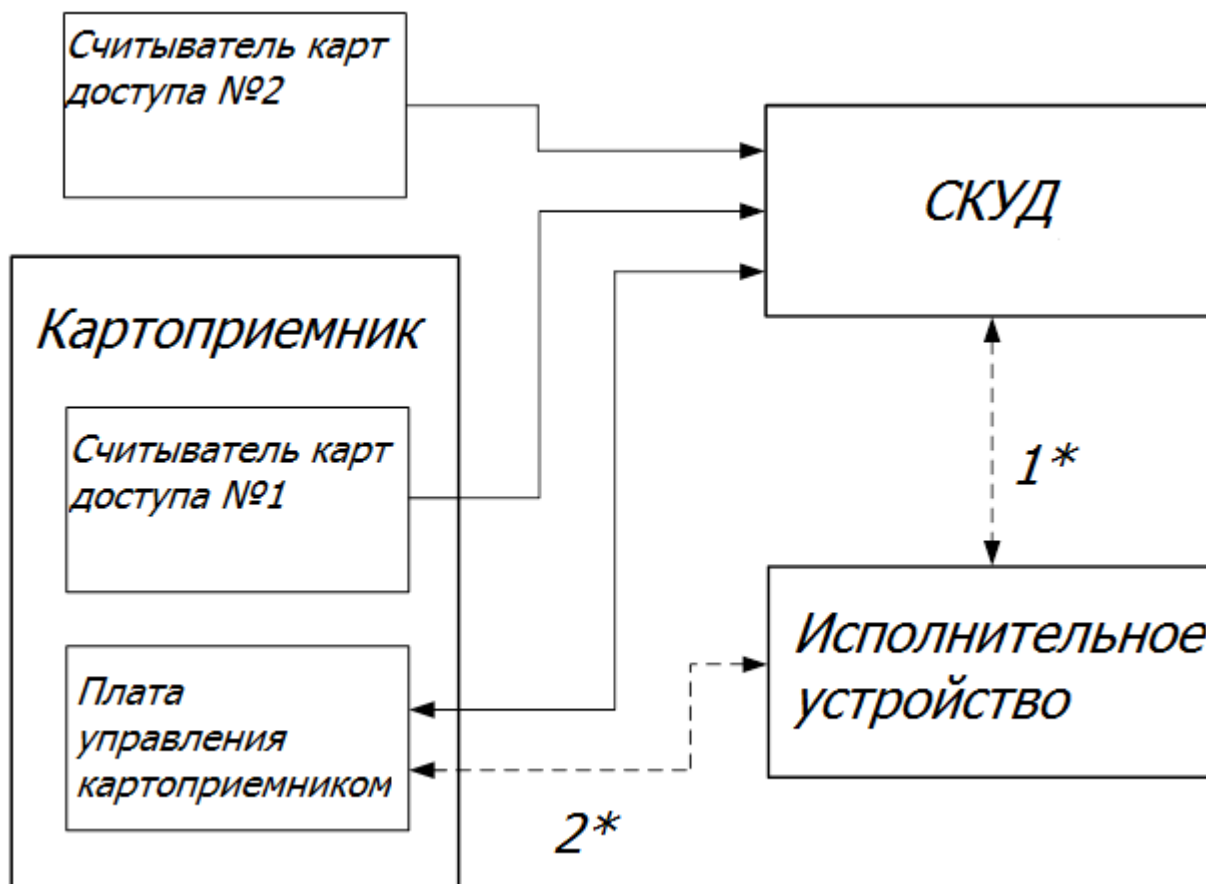 Считыватель карт
доступа №2
СКУД
Картоприемник
Считыватель карт
доступа №1
1*
Исполнительное
устройство
Плата
управления
картоприемником
2*